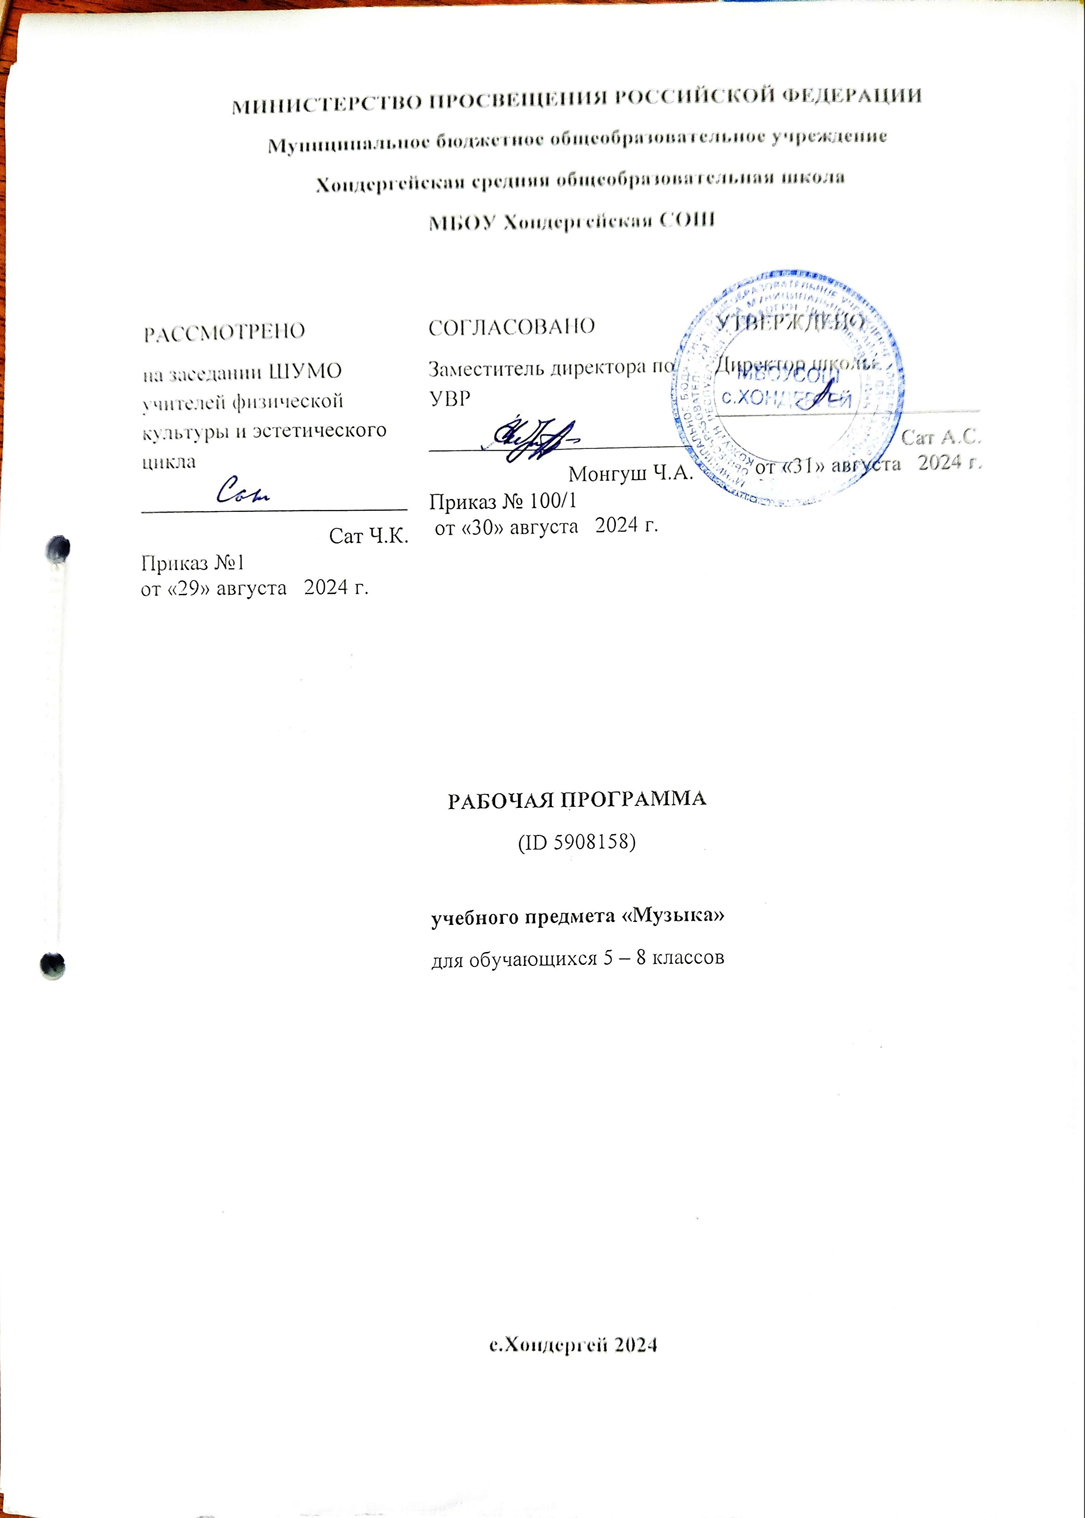 МИНИСТЕРСТВО ПРОСВЕЩЕНИЯ РОССИЙСКОЙ ФЕДЕРАЦИИ
Муниципальное бюджетное общеобразовательное учреждение
Хондергейская средняя общеобразовательная школа
МБОУ Хондергейская СОШ
РАССМОТРЕНО
на заседании ШУМО
учителей физической
культуры и эстетического
цикла
Сат
Сат Ч.К.
Приказ №1
от «29» августа 2024 г.
СОГЛАСОВАНО
Заместитель директора по
УВР
Монгуш Ч.А.
Приказ № 100/1
от «30» августа 2024 г.
УТВЕРЖДЕНО
Директор школы
МБОУСОШ
с.ХОНДЕРГЕЙ
Сат А.С.
от «31» августа 2024 г.
РАБОЧАЯ ПРОГРАММА
(ID 5908158)
учебного предмета «Музыка»
для обучающихся 5 – 8 классов
с.Хондергей 2024